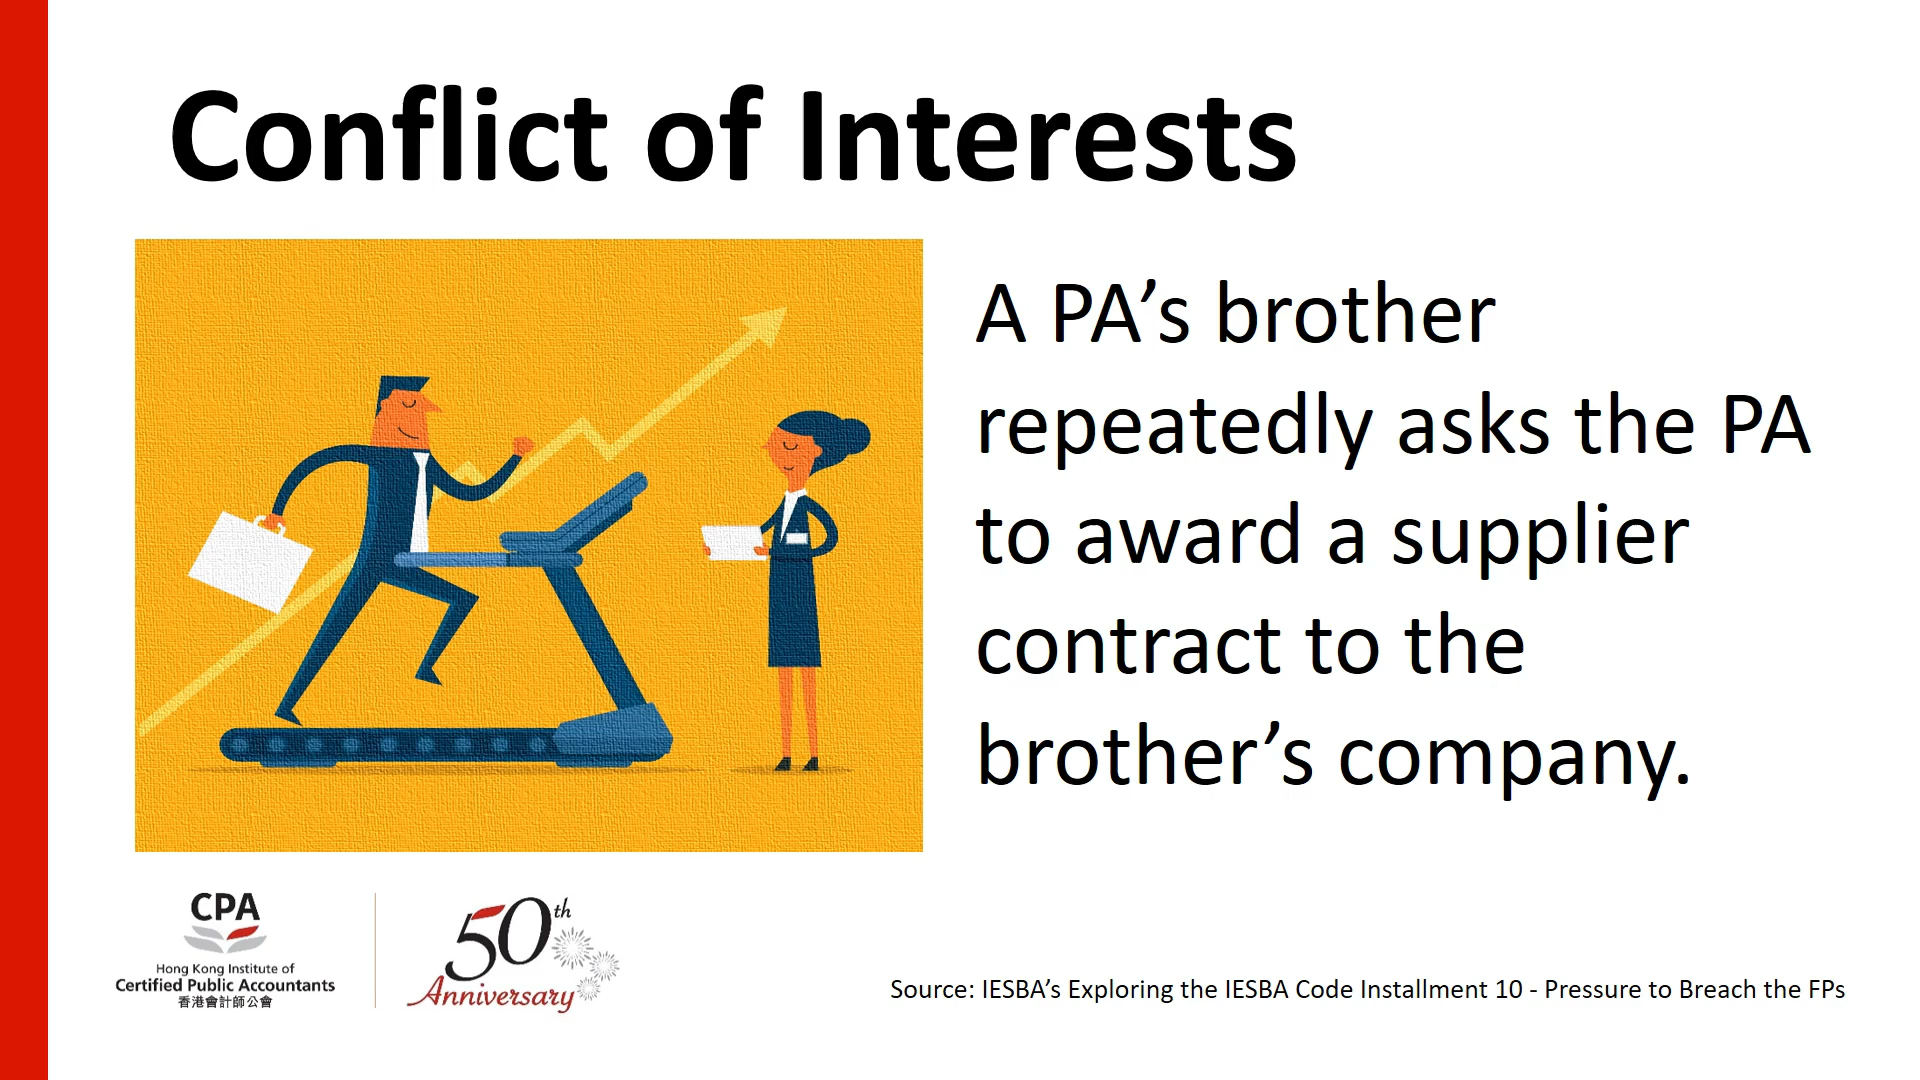 Conflict of Interests
A PA’s brother
repeatedly asks the PA
to award a supplier
contract to the
brother’s company.
CPA
Hong Kong Institute of
Certified Public Accountants
香港會計師公會
50th
Anniversary
Source: IESBA’s Exploring the IESBA Code Installment 10 - Pressure to Breach the FPs